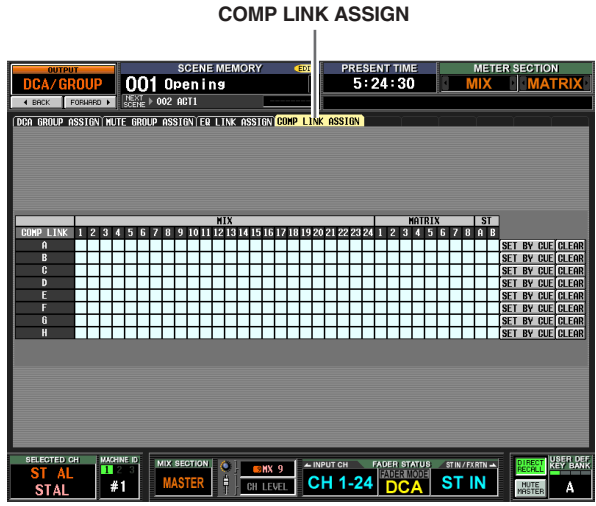 COMP LINK ASSIGN
OUTPUT SCENE MEMORY EDI PRESENT TIME METER SECTION
DCA/GROUP 001 Opening 5:24:30 MIX MATRIX
BACK FORWARD NEXT SCENE 002 ACT1
DCA GROUP ASSIGN MUTE GROUP ASSIGN EQ LINK ASSIGN COMP LINK ASSIGN
MIX MATRIX ST
COMP LINK 1 2 3 4 5 6 7 8 9 10 11 12 13 14 15 16 17 18 19 20 21 22 23 24 1 2 3 4 5 6 7 8 A B
A SET BY CUE CLEAR
B SET BY CUE CLEAR
C SET BY CUE CLEAR
D SET BY CUE CLEAR
E SET BY CUE CLEAR
F SET BY CUE CLEAR
G SET BY CUE CLEAR
H SET BY CUE CLEAR
SELECTED CH MACHINE ID MIX SECTION MX 9 INPUT CH FADER STATUS ST IN / FX RTN DIRECT RECALL USER DEF KEY BANK
ST AL 1 2 3 MASTER CH LEVEL CH 1-24 FADER MODE ST IN MUTE MASTER A
STAL #1 DCA